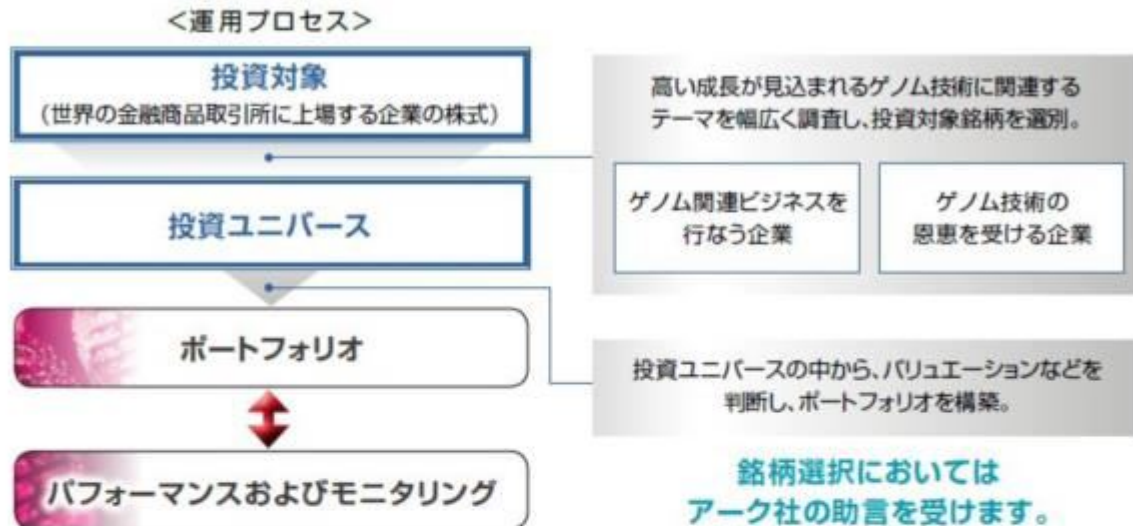 ＜運用プロセス＞
投資対象
（世界の金融商品取引所に上場する企業の株式）
高い成長が見込まれるゲノム技術に関連する
テーマを幅広く調査し、投資対象銘柄を選別。
ゲノム関連ビジネスを
行なう企業
ゲノム技術の
恩恵を受ける企業
投資ユニバース
ポートフォリオ
投資ユニバースの中から、バリュエーションなどを
判断し、ポートフォリオを構築。
パフォーマンスおよびモニタリング
銘柄選択においては
アーク社の助言を受けます。